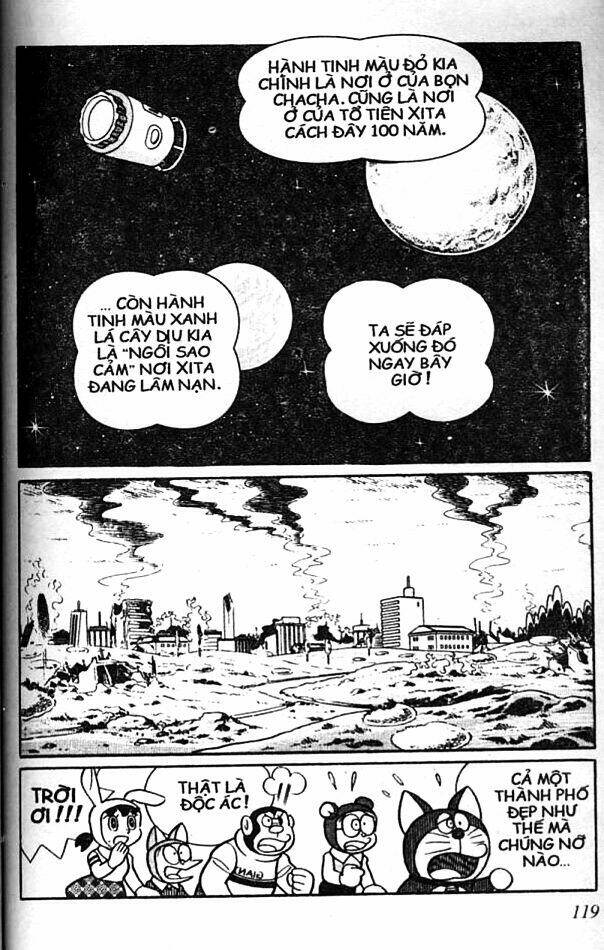 HÀNH TINH MÀU ĐỎ KIA
CHÍNH LÀ NƠI Ở CỦA BỌN
CHACHA. CŨNG LÀ NƠI
Ở CỦA TỔ TIÊN XITA
CÁCH ĐÂY 100 NĂM.
... CÒN HÀNH
TINH MÀU XANH
LÁ CÂY DỊU KIA
LÀ "NGÔI SAO
CẢM" NƠI XITA
ĐANG LÂM NẠN.
TA SẼ ĐÁP
XUỐNG ĐÓ
NGAY BÂY
GIỜ!
TRỜI
ƠI!!!
THẬT LÀ
ĐỘC ÁC!
GIAN
CẢ MỘT
THÀNH PHỐ
ĐẸP NHƯ
THẾ MÀ
CHÚNG NỠ
NÀO...
119